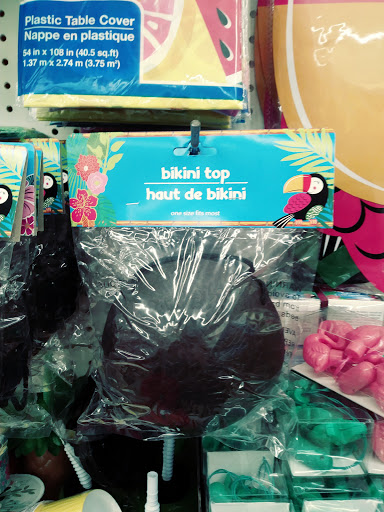 Plastic Table Cover
Nappe en plastique
54 in x 108 in (40.5 sq.ft)
1.37 m x 2.74 m (3.75 m²)
bikini top
haut de bikini
one size fits most